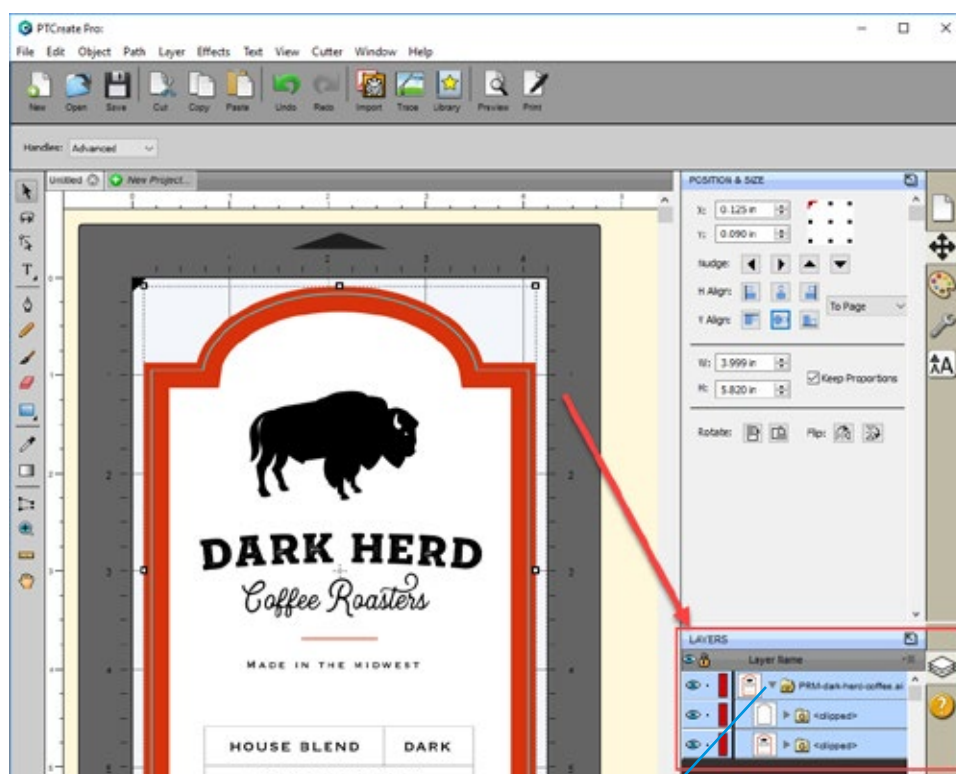 PTCreate Pro:
File Edit Object Path Layer Effects Text View Cutter Window Help
New Open Save Cut Copy Paste Undo Redo Import Trace Library Preview Print
Handles: Advanced
Untitled New Project...
POSITION & SIZE
X: 0.125 in
Y: 0.090 in
Nudge:
H Align:
To Page
Y Align:
W: 3.999 in
Keep Proportions
H: 5.820 in
Rotate: Flip:
DARK HERD
Coffee Roasters
MADE IN THE MIDWEST
HOUSE BLEND DARK
LAYERS
Layer Name
PRM-dark-herd-coffee.ai
<clipped>
<clipped>